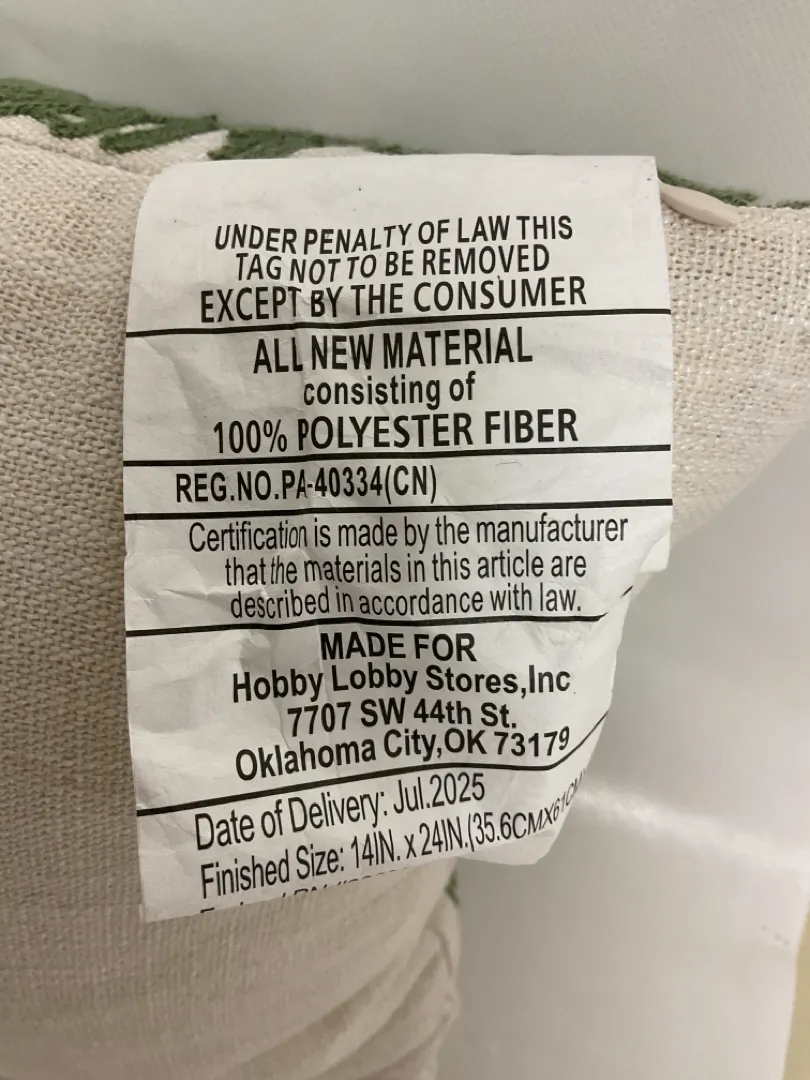 UNDER PENALTY OF LAW THIS
TAG NOT TO BE REMOVED
EXCEPT BY THE CONSUMER
ALL NEW MATERIAL
consisting of
100% POLYESTER FIBER
REG.NO.PA-40334(CN)
Certification is made by the manufacturer
that the materials in this article are
described in accordance with law.
MADE FOR
Hobby Lobby Stores,Inc
7707 SW 44th St.
Oklahoma City,OK 73179
Date of Delivery: Jul.2025
Finished Size: 14IN. x 24IN.(35.6CMX61CM